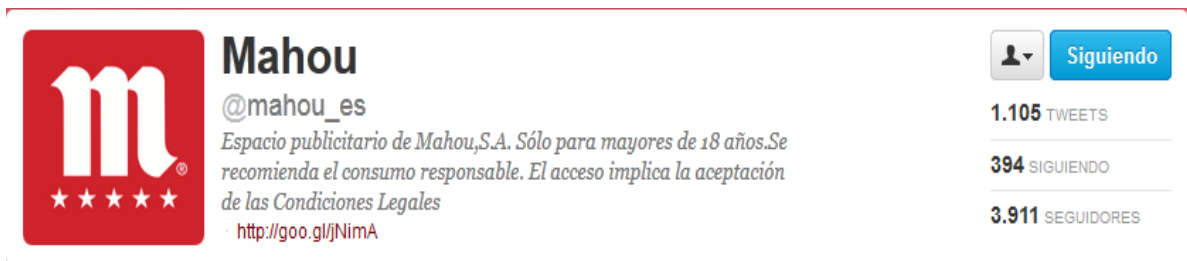 m®
Mahou
@mahou_es
Espacio publicitario de Mahou,S.A. Sólo para mayores de 18 años.Se
recomienda el consumo responsable. El acceso implica la aceptación
de las Condiciones Legales
http://goo.gl/jNimA
Siguiendo
1.105 TWEETS
394 SIGUIENDO
3.911 SEGUIDORES